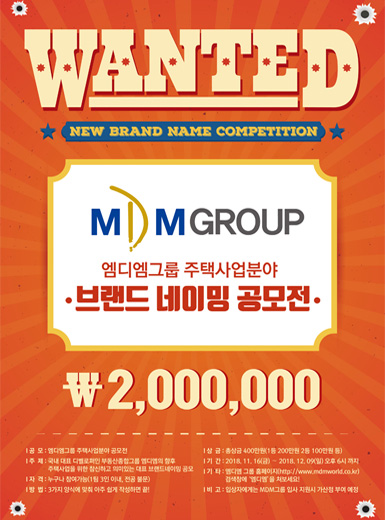 WANTED
NEW BRAND NAME COMPETITION
MDM GROUP
엠디엠그룹 주택사업분야
·브랜드 네이밍 공모전·
₩2,000,000
| 공 모 : 엠디엠그룹 주택사업분야 공모전
| 주 제 : 국내 대표 디벨로퍼인 부동산종합그룹 엠디엠의 향후
주택사업을 위한 참신하고 의미있는 대표 브랜드네이밍 공모
| 자 격 : 누구나 참여가능(1팀 3인 이내, 전공 불문)
| 방 법 : 3가지 양식에 맞춰 아주 쉽게 작성하면 끝!
| 상 금 : 총상금 400만원(1등 200만원 2등 100만원 등)
| 기 간 : 2018, 11, 16(금) ~ 2018, 12, 09(일) 오후 6시 까지
| 기 타 : 엠디엠 그룹 홈페이지(http://www.mdmworld.co.kr)
검색창에 "엠디엠"을 쳐보세요!
| 비 고 : 입상자에게는 MDM그룹 입사 지원시 가산점 부여 예정